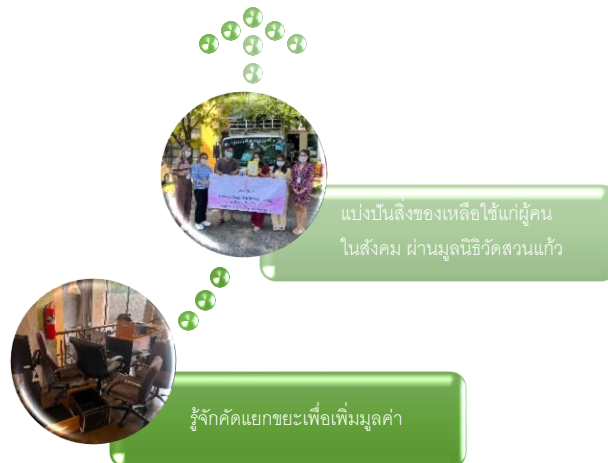 แบ่งปันสิ่งของเหลือใช้แก่ผู้คน
ในสังคม ผ่านมูลนิธิวัดสวนแก้ว
รู้จักคัดแยกขยะเพื่อเพิ่มมูลค่า